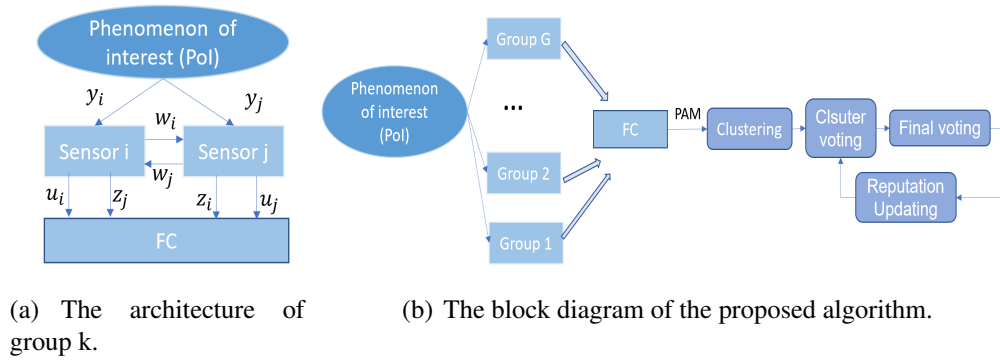 Phenomenon of
interest (PoI)
y_i
y_j
w_i
Sensor i
Sensor j
w_j
u_i
z_j
z_i
u_j
FC
(a) The architecture of
group k.
Group G
Phenomenon
of interest
(PoI)
...
Group 2
Group 1
FC
PAM
Clustering
Clsuter
voting
Final voting
Reputation
Updating
(b) The block diagram of the proposed algorithm.